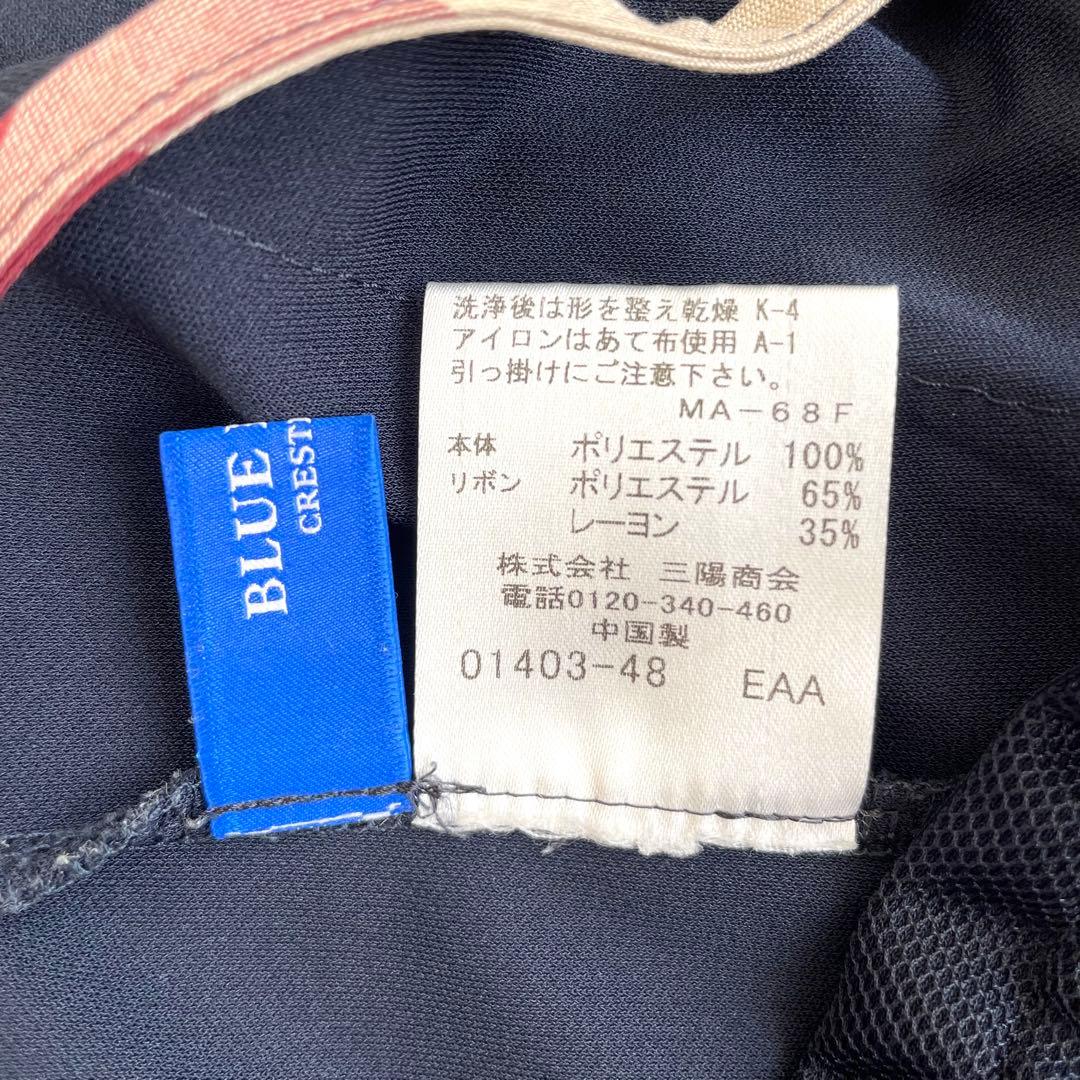 BLUE
CREST
洗浄後は形を整え乾燥 K-4
アイロンはあて布使用 A-1
引っ掛けにご注意下さい。
MA-68F
本体 ポリエステル 100%
リボン ポリエステル 65%
レーヨン 35%
株式会社 三陽商会
電話0120-340-460
中国製
01403-48 EAA